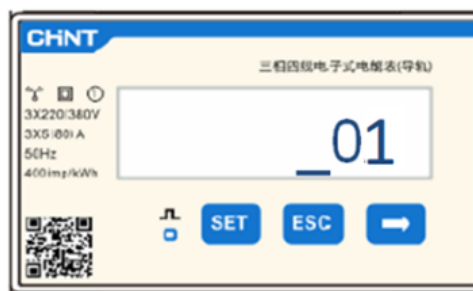 CHNT
三相四线电子式电能表(导轨)
3X220/380V
3X5(80)A
50Hz
400imp/kWh
_01
SET
ESC